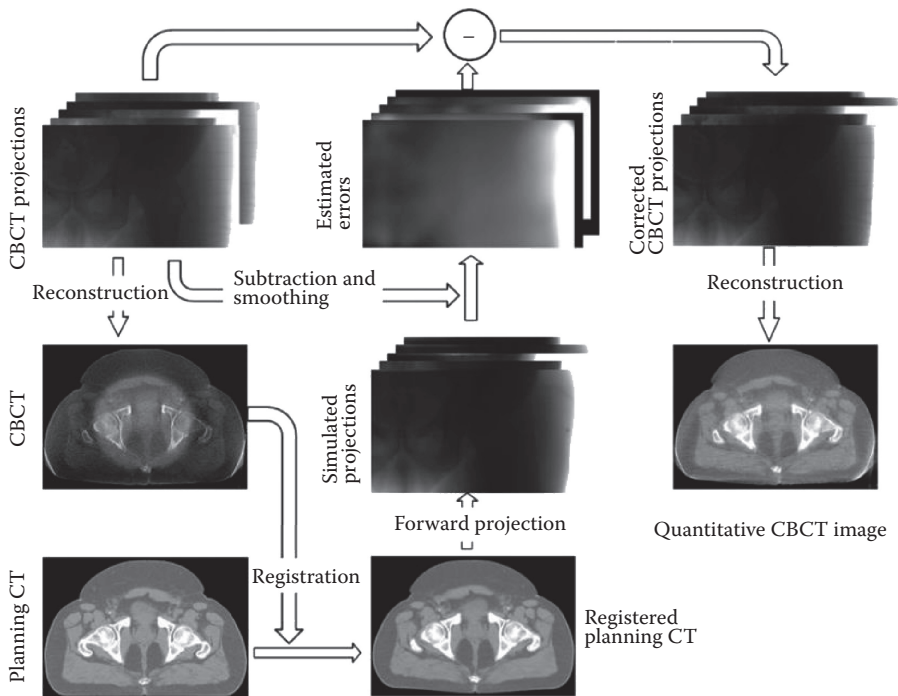 –
CBCT projections
Estimated
errors
Corrected
CBCT projections
Reconstruction
Subtraction and
smoothing
Reconstruction
CBCT
Simulated
projections
Forward projection
Quantitative CBCT image
Planning CT
Registration
Registered
planning CT